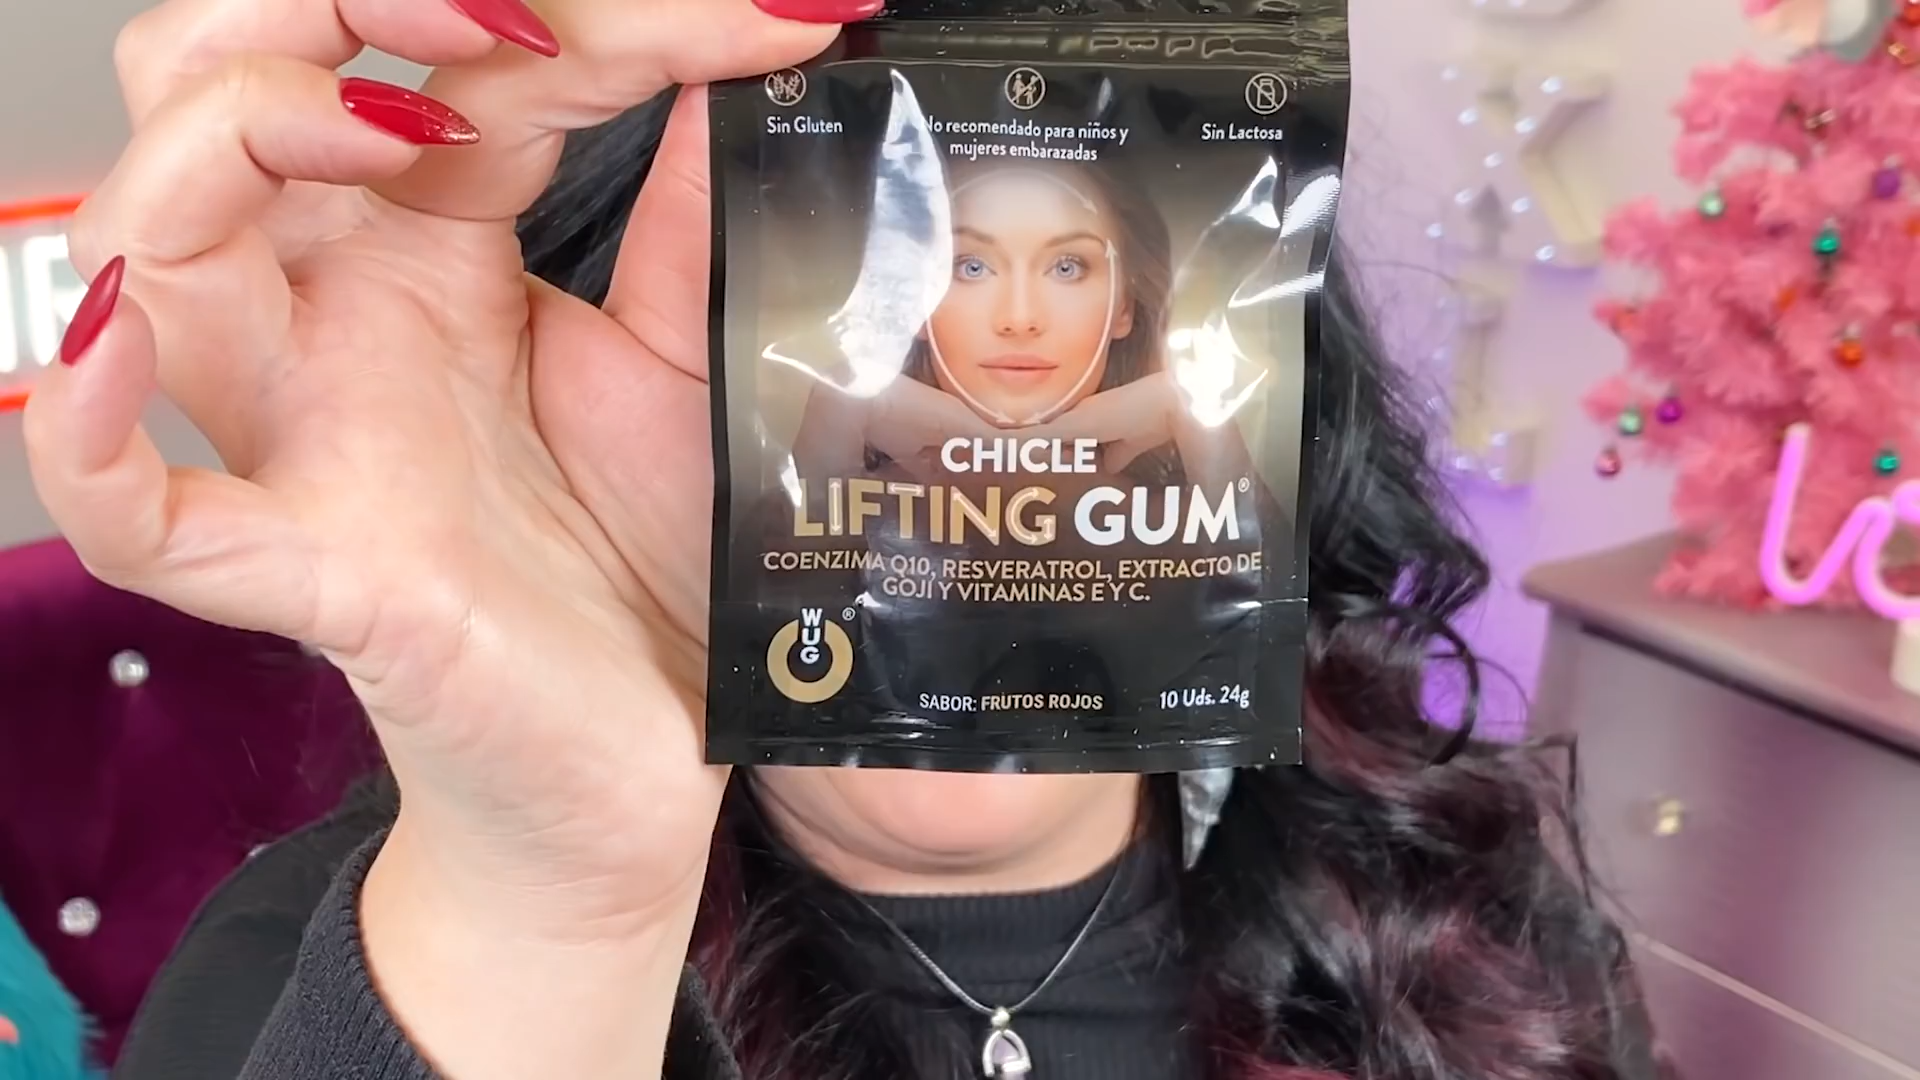 Sin Gluten
No recomendado para niños y
mujeres embarazadas
Sin Lactosa
CHICLE
LIFTING GUM®
COENZIMA Q10, RESVERATROL, EXTRACTO DE
GOJI Y VITAMINAS E Y C.
WUG®
SABOR: FRUTOS ROJOS
10 Uds. 24g